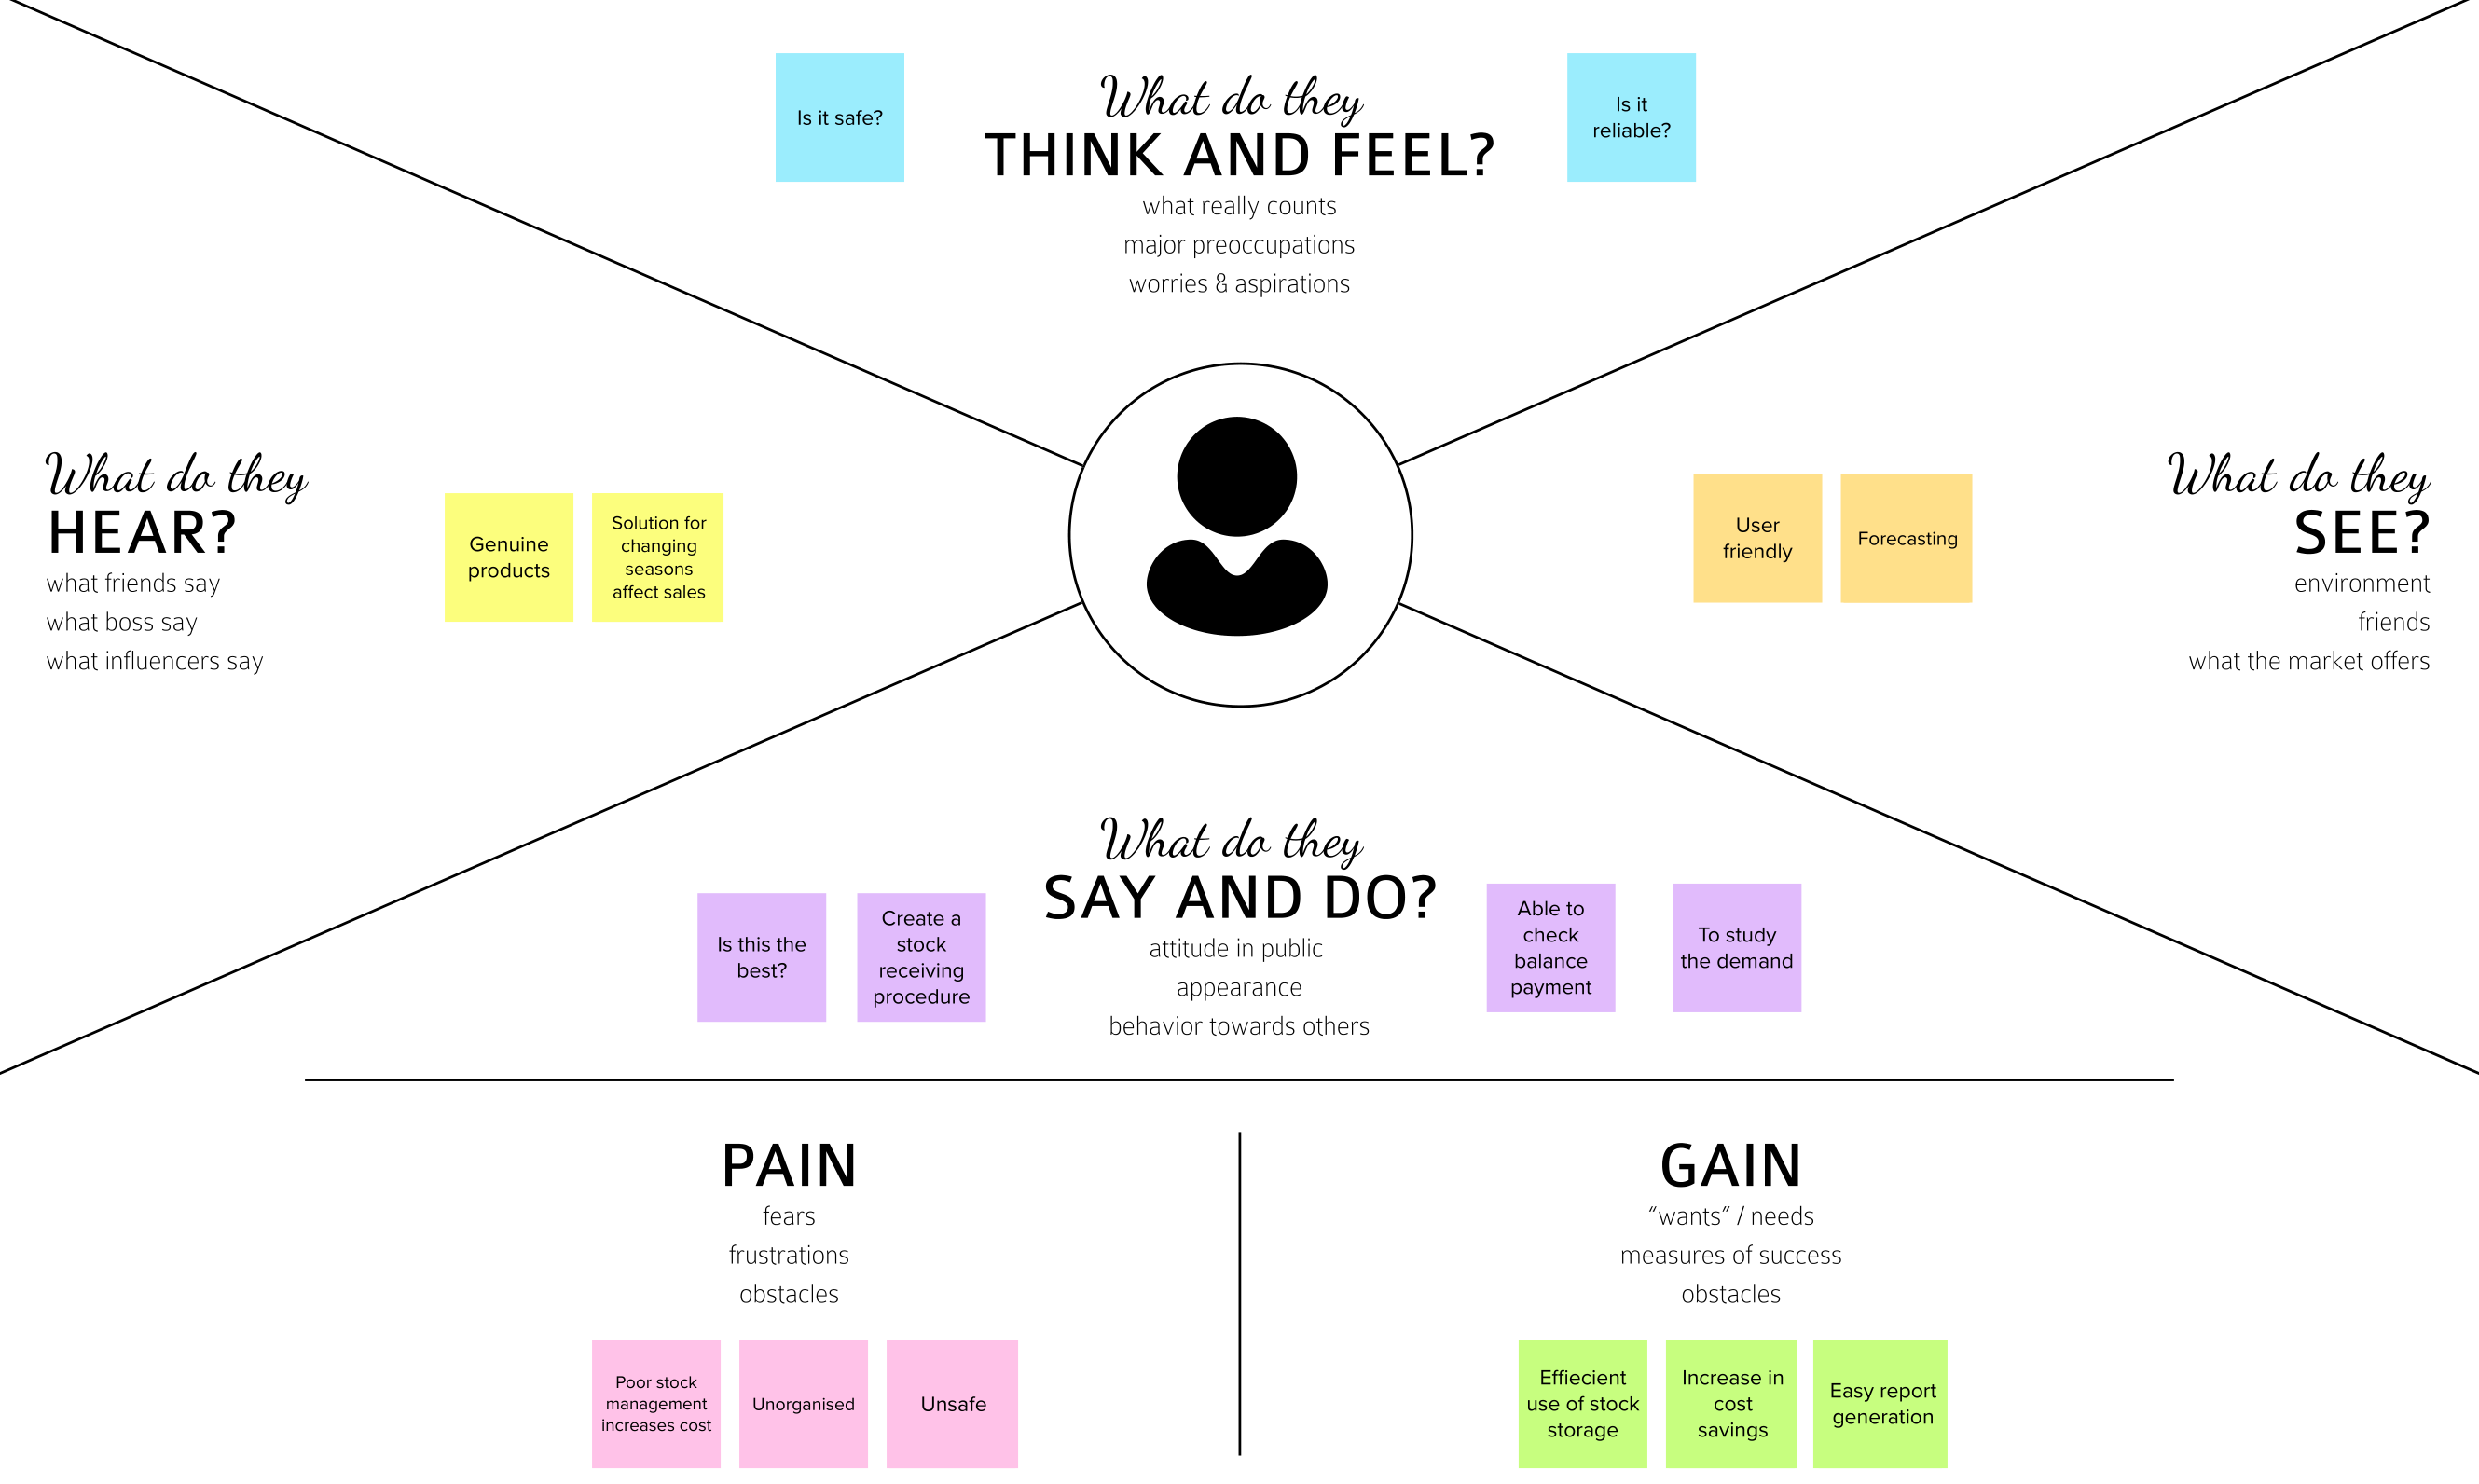 Is it safe?
What do they
THINK AND FEEL?
what really counts
major preoccupations
worries & aspirations
Is it
reliable?
What do they
HEAR?
what friends say
what boss say
what influencers say
Genuine
products
Solution for
changing
seasons
affect sales
User
friendly
Forecasting
What do they
SEE?
environment
friends
what the market offers
What do they
SAY AND DO?
attitude in public
appearance
behavior towards others
Is this the
best?
Create a
stock
receiving
procedure
Able to
check
balance
payment
To study
the demand
PAIN
fears
frustrations
obstacles
Poor stock
management
increases cost
Unorganised
Unsafe
GAIN
“wants” / needs
measures of success
obstacles
Effiecient
use of stock
storage
Increase in
cost
savings
Easy report
generation